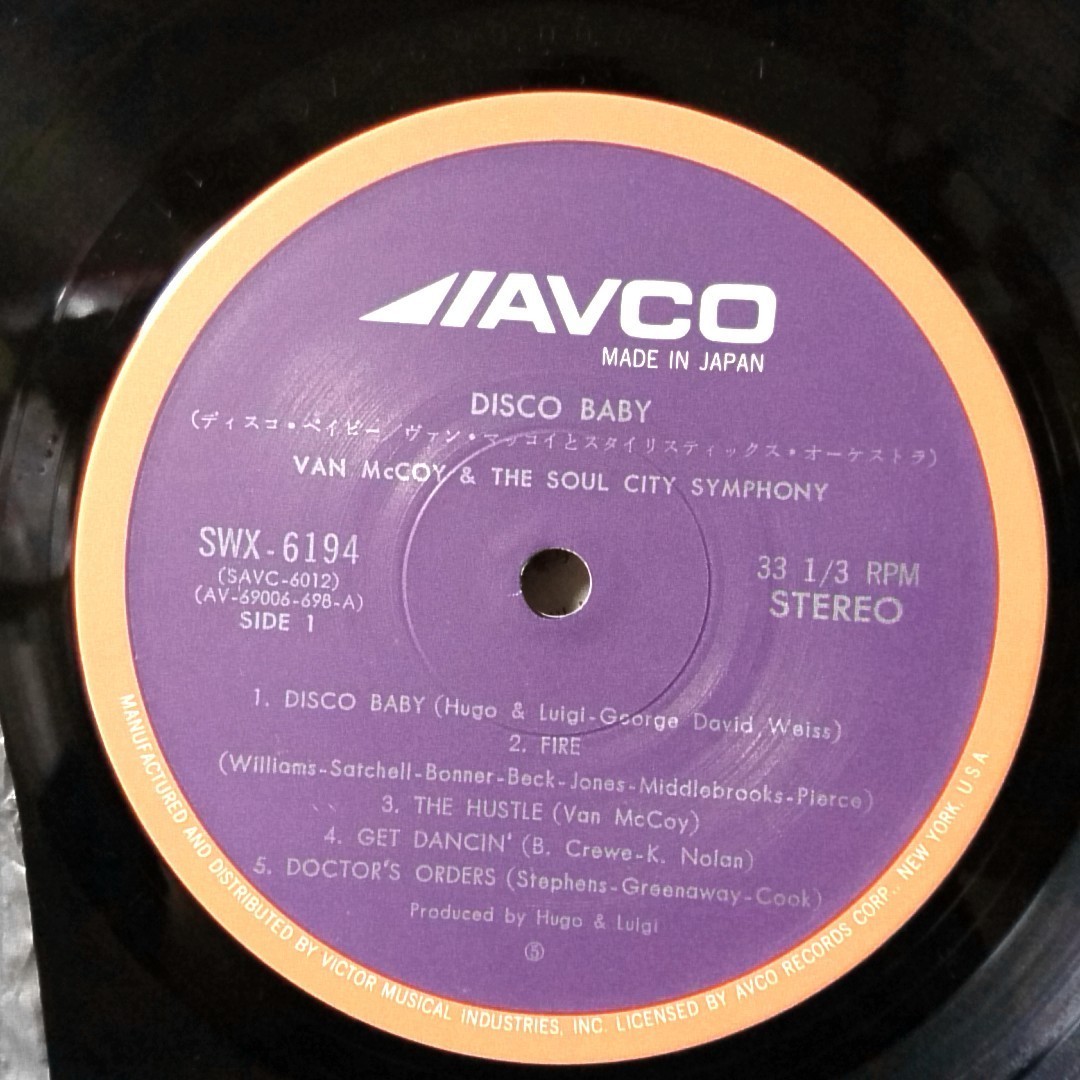 AVCO
MADE IN JAPAN
DISCO BABY
(ディスコ・ベイビー/ヴァン・マッコイとスタイリスティックス・オーケストラ)
VAN McCOY & THE SOUL CITY SYMPHONY
SWX-6194
(SAVC-6012)
(AV-69006-698-A)
SIDE 1
33 1/3 RPM
STEREO
1. DISCO BABY (Hugo & Luigi-George David Weiss)
2. FIRE
(Williams-Satchell-Bonner-Beck-Jones-Middlebrooks-Pierce)
3. THE HUSTLE (Van McCoy)
4. GET DANCIN' (B. Crewe-K. Nolan)
5. DOCTOR'S ORDERS (Stephens-Greenaway-Cook)
Produced by Hugo & Luigi
⑤
MANUFACTURED AND DISTRIBUTED BY VICTOR MUSICAL INDUSTRIES, INC. LICENSED BY AVCO RECORDS CORP., NEW YORK, U S A